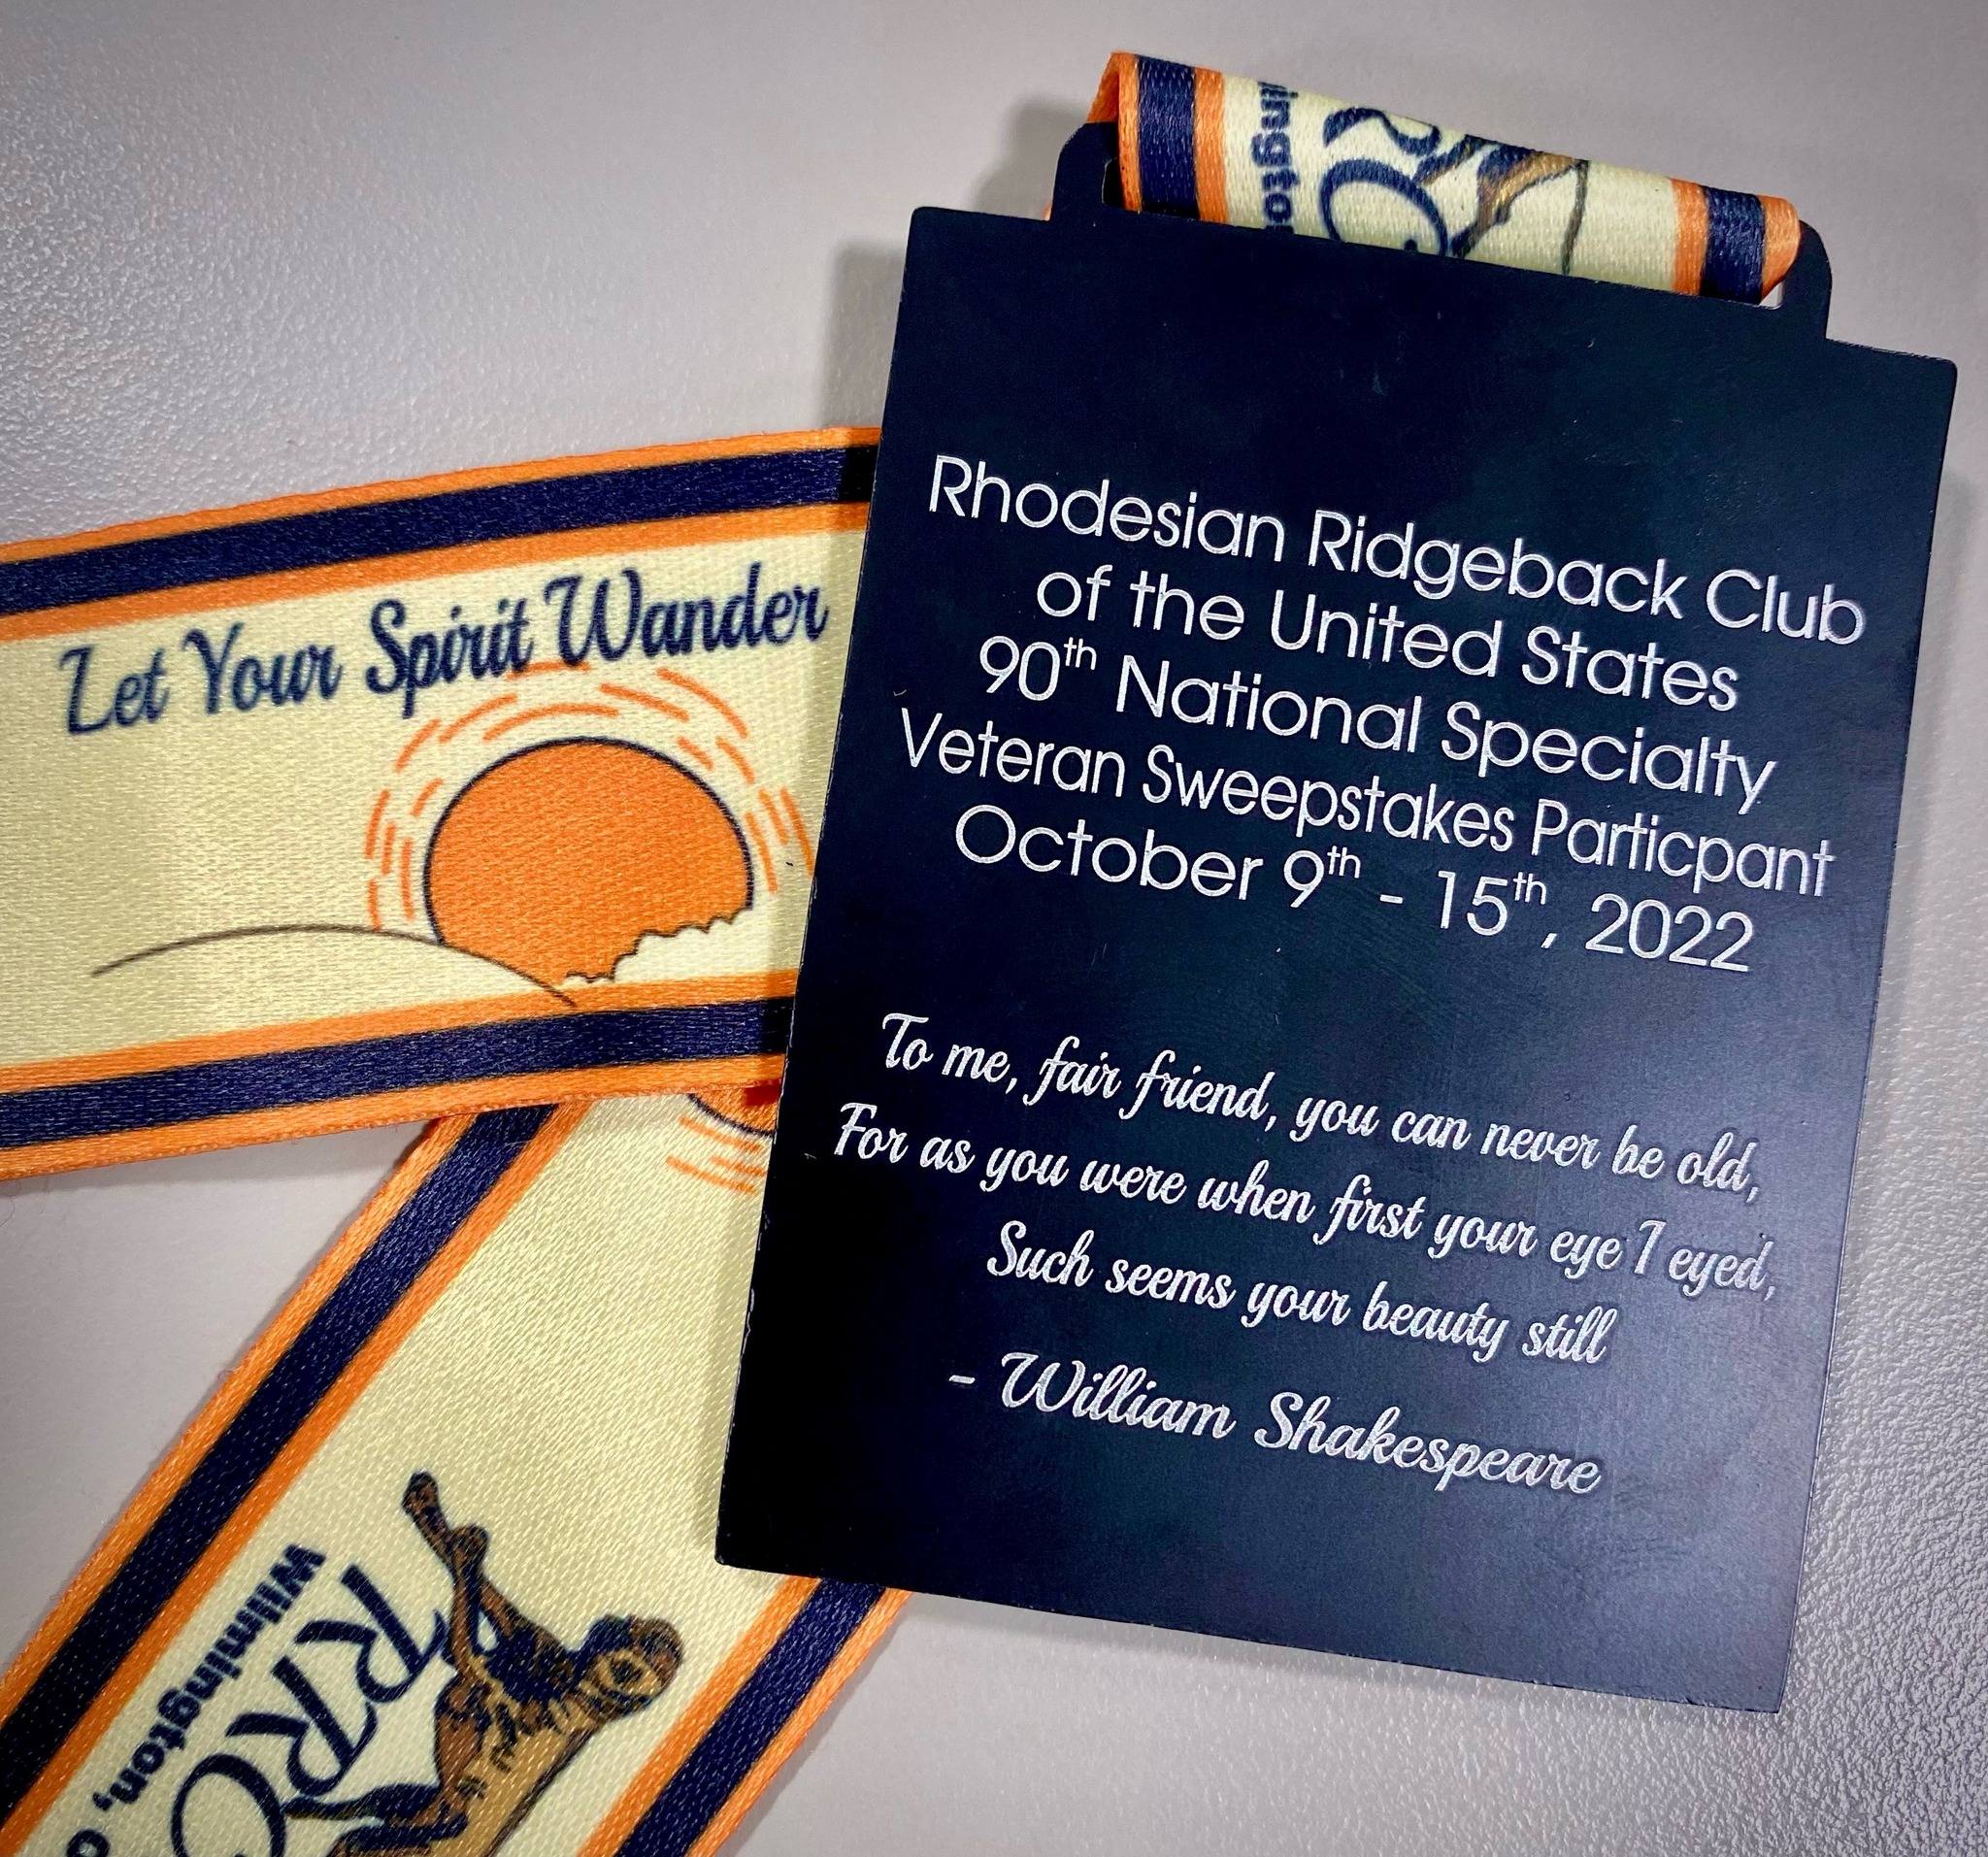 Let Your Spirit Wander
Rhodesian Ridgeback Club
of the United States
90th National Specialty
Veteran Sweepstakes Particpant
October 9th - 15th, 2022
To me, fair friend, you can never be old,
For as you were when first your eye I eyed,
Such seems your beauty still
- William Shakespeare
RRC
Wilmington,